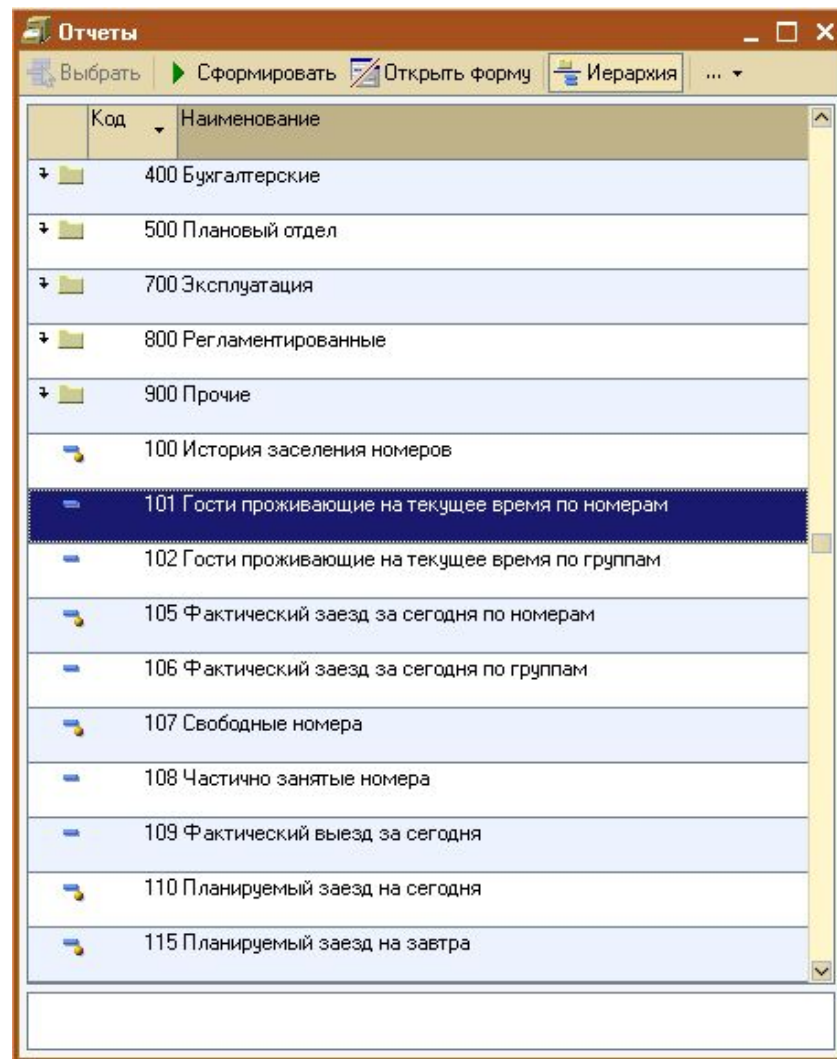 Отчеты
Выбрать Сформировать Открыть форму Иерархия ...
Код Наименование
400 Бухгалтерские
500 Плановый отдел
700 Эксплуатация
800 Регламентированные
900 Прочие
100 История заселения номеров
101 Гости проживающие на текущее время по номерам
102 Гости проживающие на текущее время по группам
105 Фактический заезд за сегодня по номерам
106 Фактический заезд за сегодня по группам
107 Свободные номера
108 Частично занятые номера
109 Фактический выезд за сегодня
110 Планируемый заезд на сегодня
115 Планируемый заезд на завтра